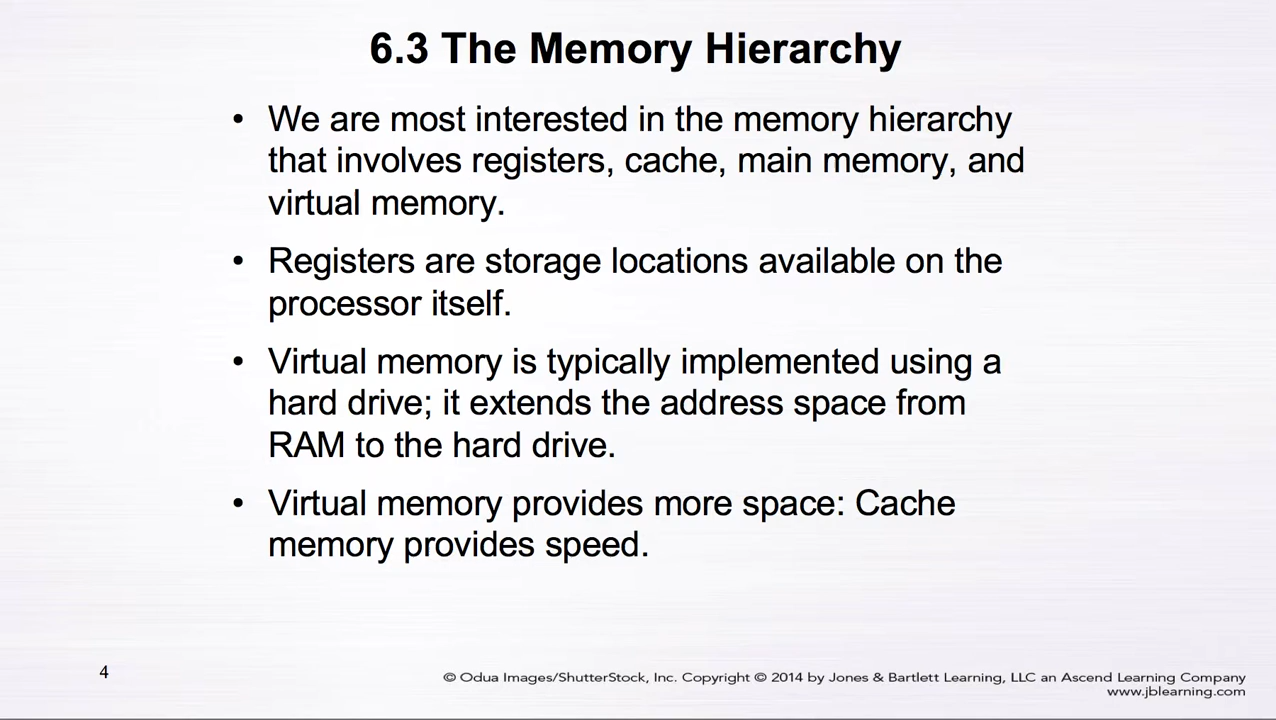 6.3 The Memory Hierarchy
• We are most interested in the memory hierarchy
that involves registers, cache, main memory, and
virtual memory.
• Registers are storage locations available on the
processor itself.
• Virtual memory is typically implemented using a
hard drive; it extends the address space from
RAM to the hard drive.
• Virtual memory provides more space: Cache
memory provides speed.
4
© Odua Images/ShutterStock, Inc. Copyright © 2014 by Jones & Bartlett Learning, LLC an Ascend Learning Company
www.jblearning.com